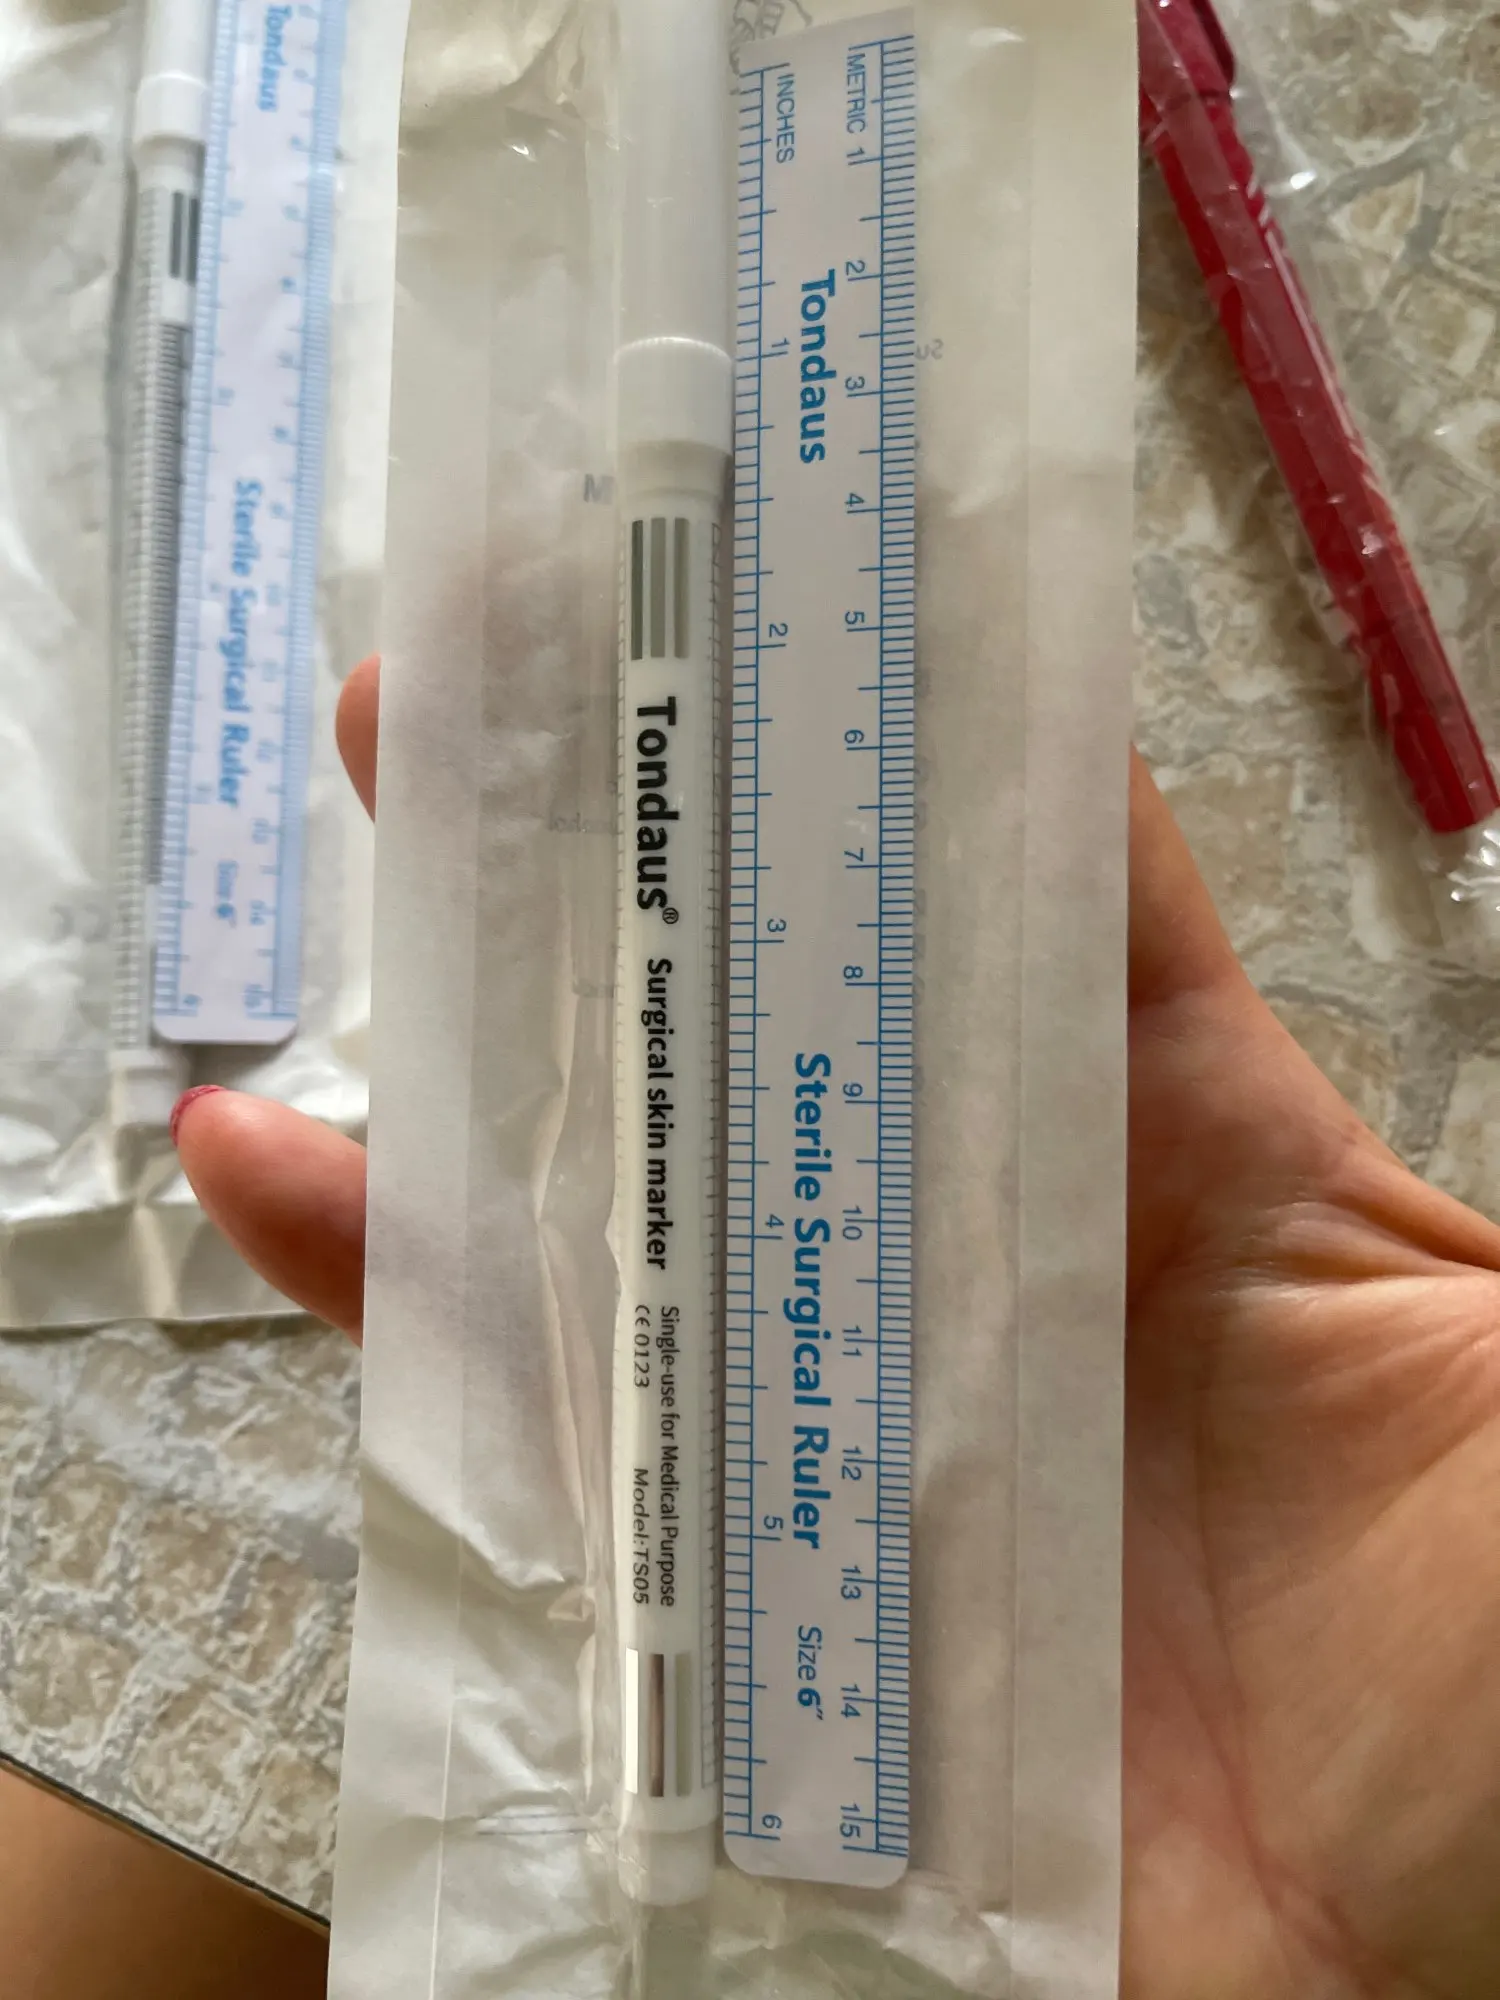 Tondaus
Sterile Surgical Ruler
Size 6"
METRIC 1 2 3 4 5 6 7 8 9 10 11 12 13 14 15
Tondaus Sterile Surgical Ruler Size 6"
INCHES 1 2 3 4 5 6
Tondaus® Surgical skin marker
Single-use for Medical Purpose
CE 0123 Model:TS05
M